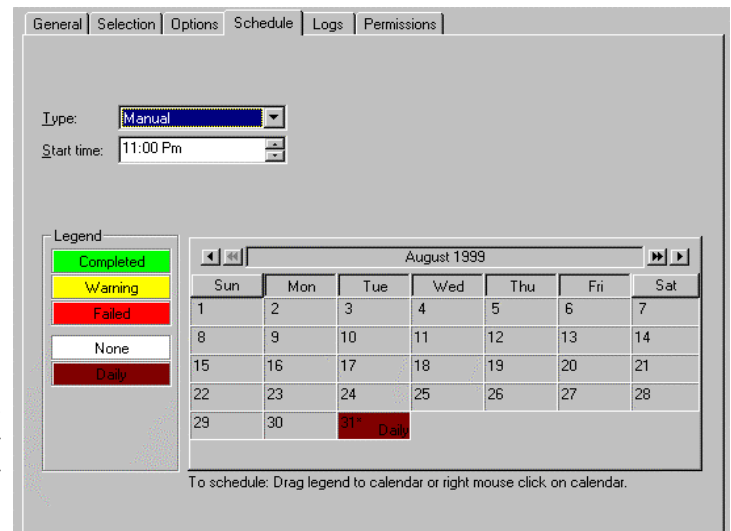 General Selection Options Schedule Logs Permissions
Type: Manual
Start time: 11:00 Pm
Legend
Completed
Warning
Failed
None
Daily
August 1999
Sun Mon Tue Wed Thu Fri Sat
1 2 3 4 5 6 7
8 9 10 11 12 13 14
15 16 17 18 19 20 21
22 23 24 25 26 27 28
29 30 31* Daily
To schedule: Drag legend to calendar or right mouse click on calendar.